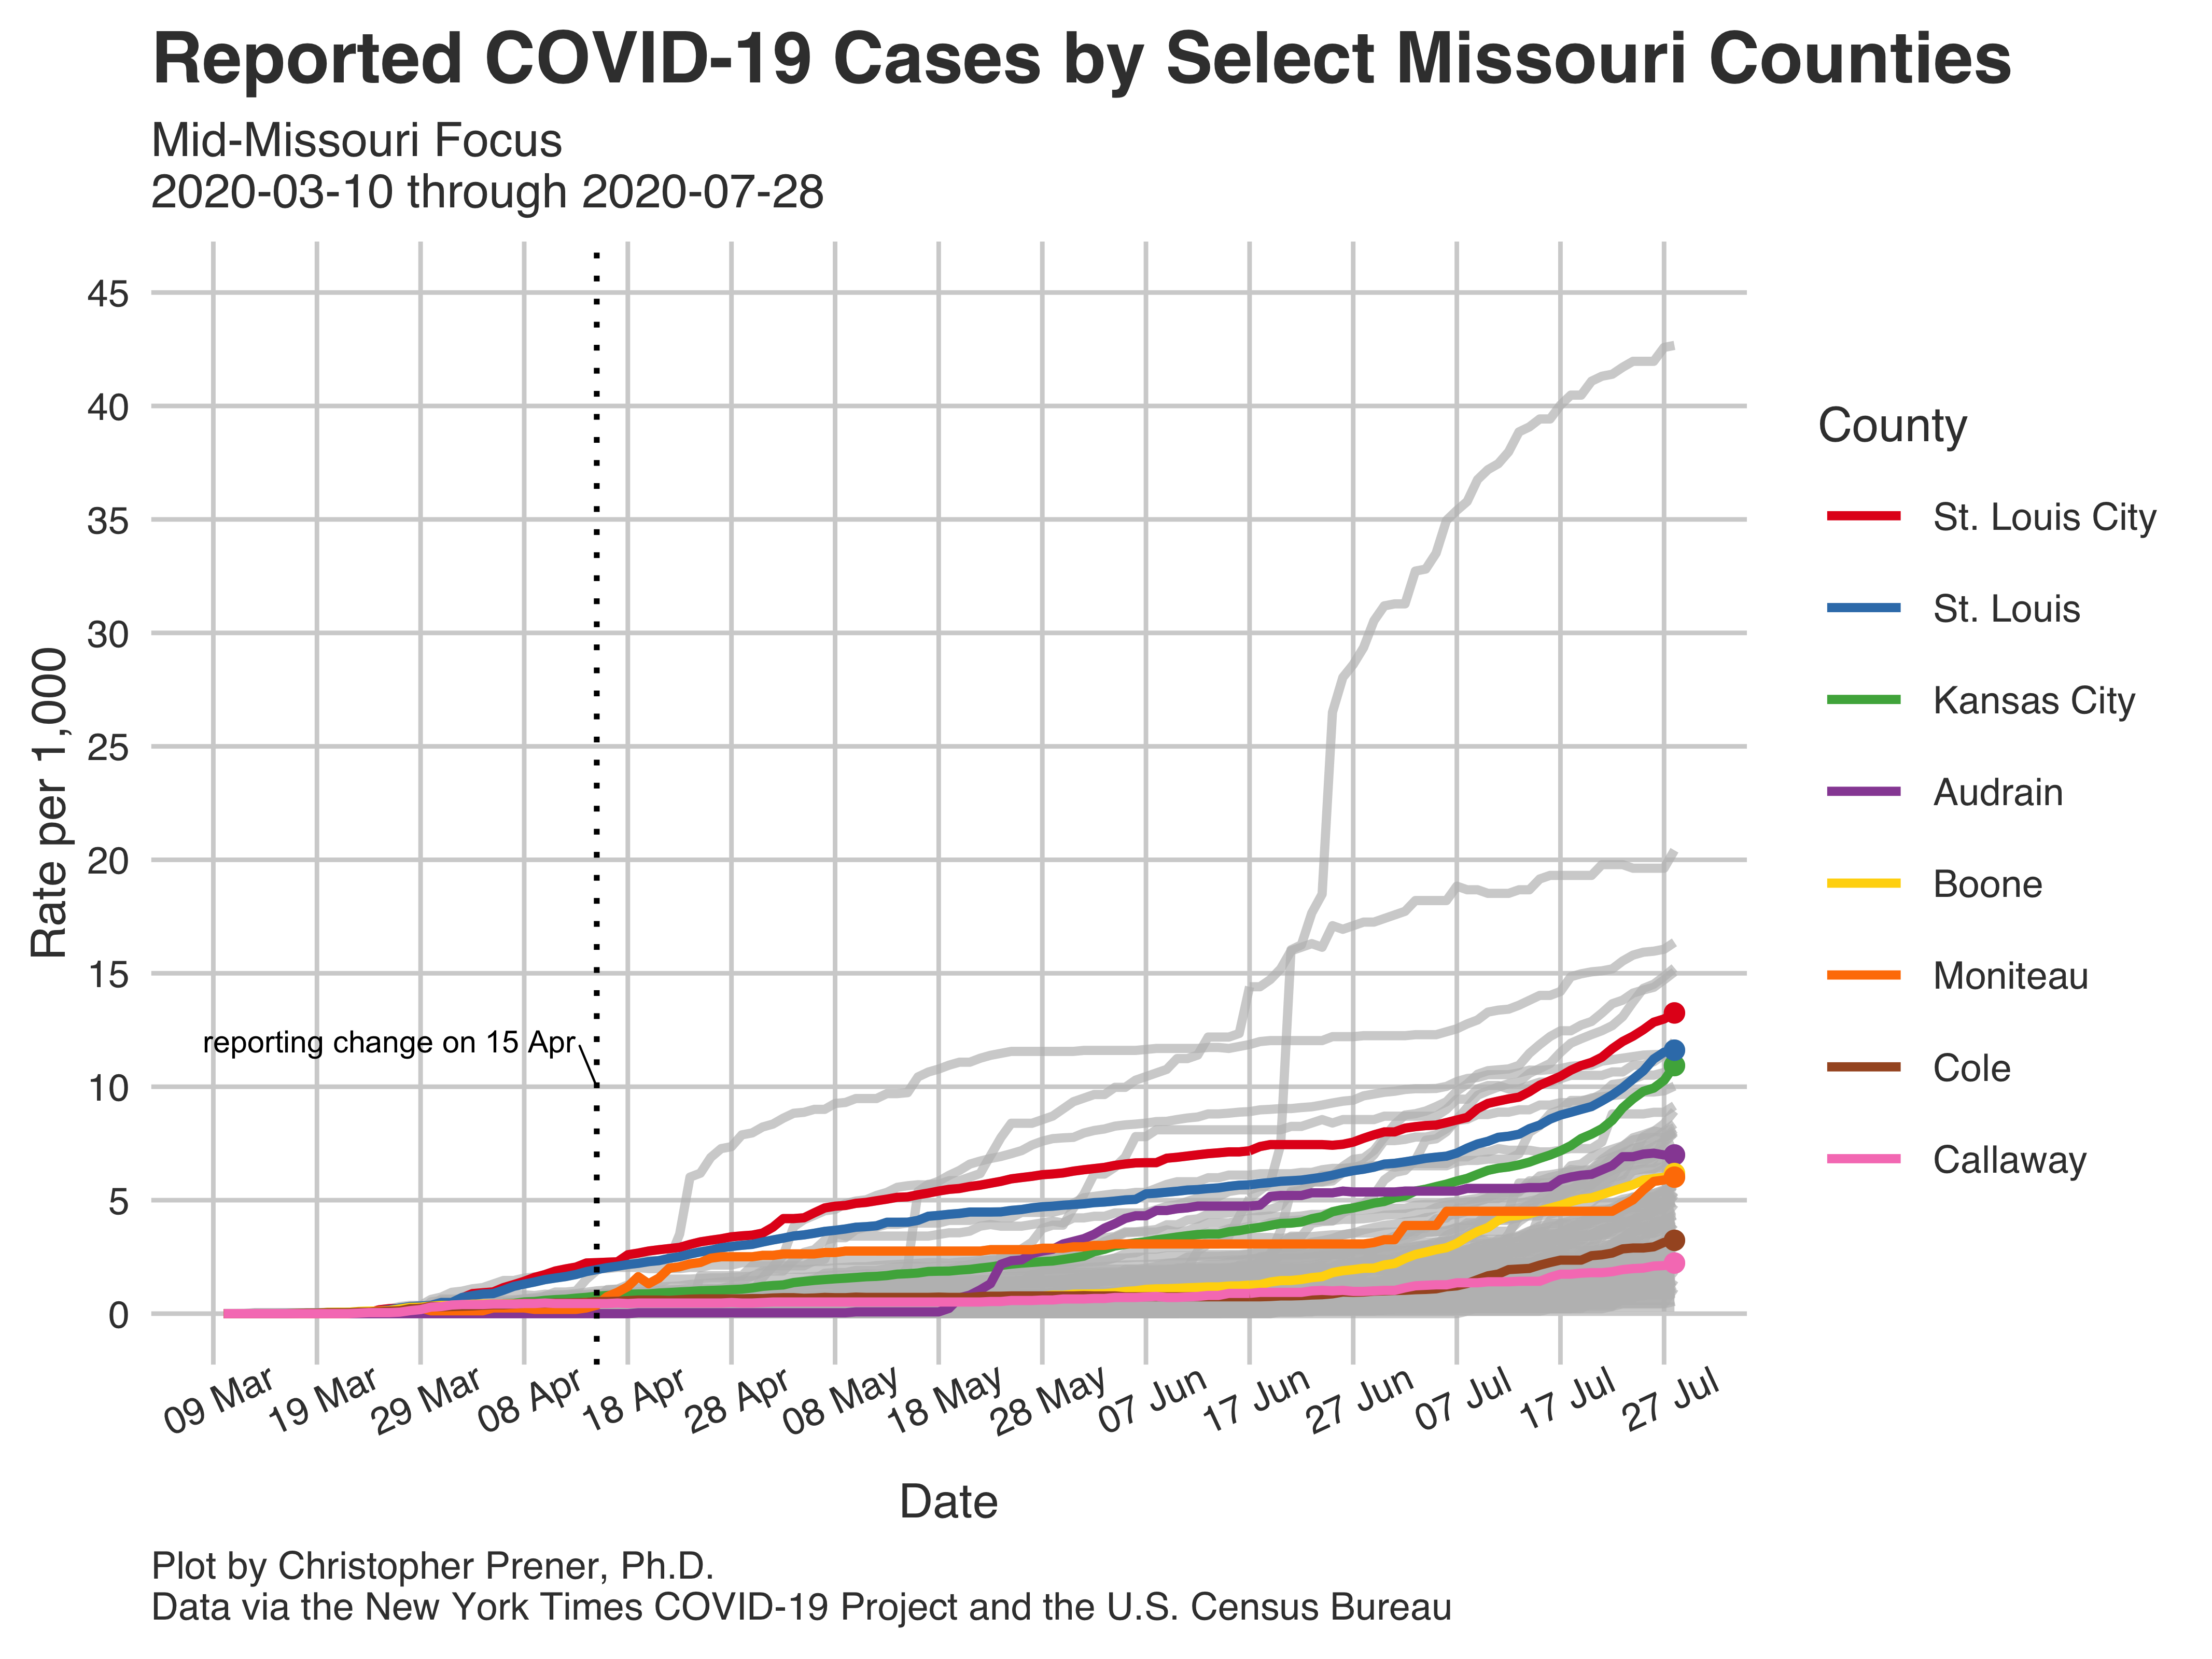 Reported COVID-19 Cases by Select Missouri Counties
Mid-Missouri Focus
2020-03-10 through 2020-07-28
45
40
35
30
25
20
15
10
5
0
Rate per 1,000
reporting change on 15 Apr
09 Mar
19 Mar
29 Mar
08 Apr
18 Apr
28 Apr
08 May
18 May
28 May
07 Jun
17 Jun
27 Jun
07 Jul
17 Jul
27 Jul
Date
County
St. Louis City
St. Louis
Kansas City
Audrain
Boone
Moniteau
Cole
Callaway
Plot by Christopher Prener, Ph.D.
Data via the New York Times COVID-19 Project and the U.S. Census Bureau